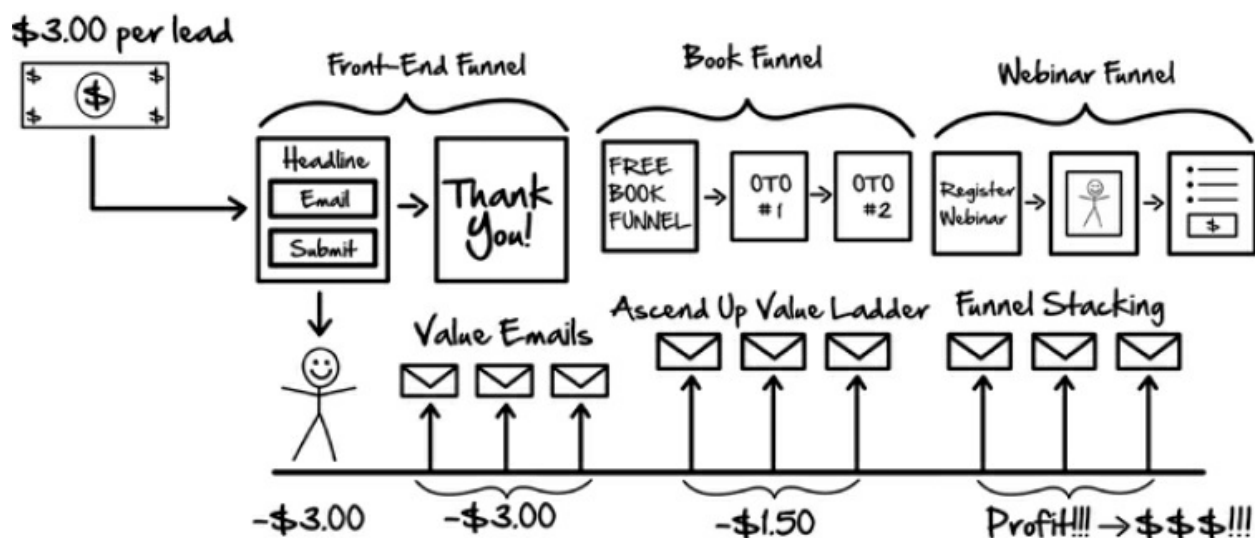 $3.00 per lead
$ $
$
$ $
Front-End Funnel
Book Funnel
Webinar Funnel
Headline
Email
Submit
Thank
You!
FREE
BOOK
FUNNEL
OTO
#1
OTO
#2
Register
Webinar
$
Value Emails
Ascend Up Value Ladder
Funnel Stacking
-$3.00
-$3.00
-$1.50
Profit!!! → $$$!!!